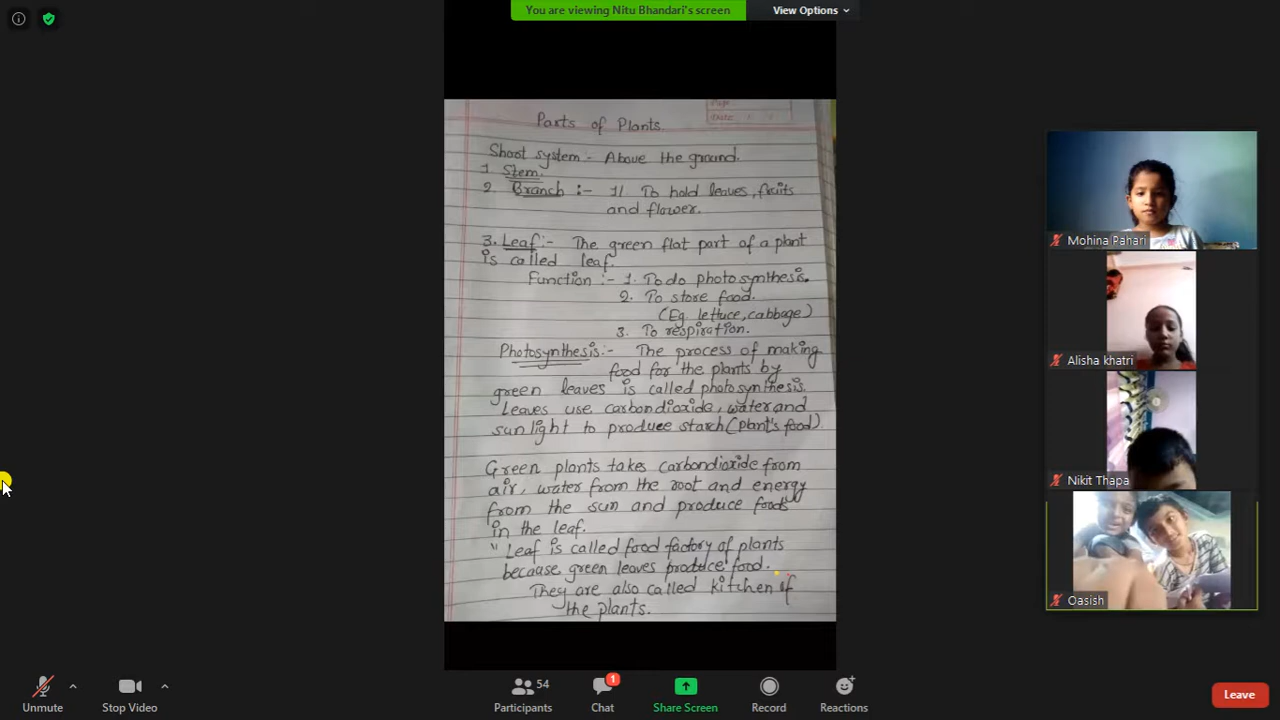 You are viewing Nitu Bhandari's screen
View Options
Page:
Date:
Parts of Plants.
Shoot system:- Above the ground.
1 Stem.
2. Branch :- 1/ To hold leaves, fruits
and flower.
3. Leaf:- The green flat part of a plant
is called leaf.
Function :- 1. To do photosynthesis.
2. To store food.
(Eg. lettuce, cabbage)
3. To respiration.
Photosynthesis:- The process of making
food for the plants by
green leaves is called photosynthesis.
Leaves use carbondioxide, water and
sunlight to produce starch (plant's food).
Green plants takes carbondioxide from
air, water from the root and energy
from the sun and produce foods
in the leaf.
" Leaf is called food factory of plants
because green leaves produce food.
They are also called kitchen of
the plants.
Mohina Pahari
Alisha khatri
Nikit Thapa
Oasish
Unmute
Stop Video
Participants
54
Chat
1
Share Screen
Record
Reactions
Leave